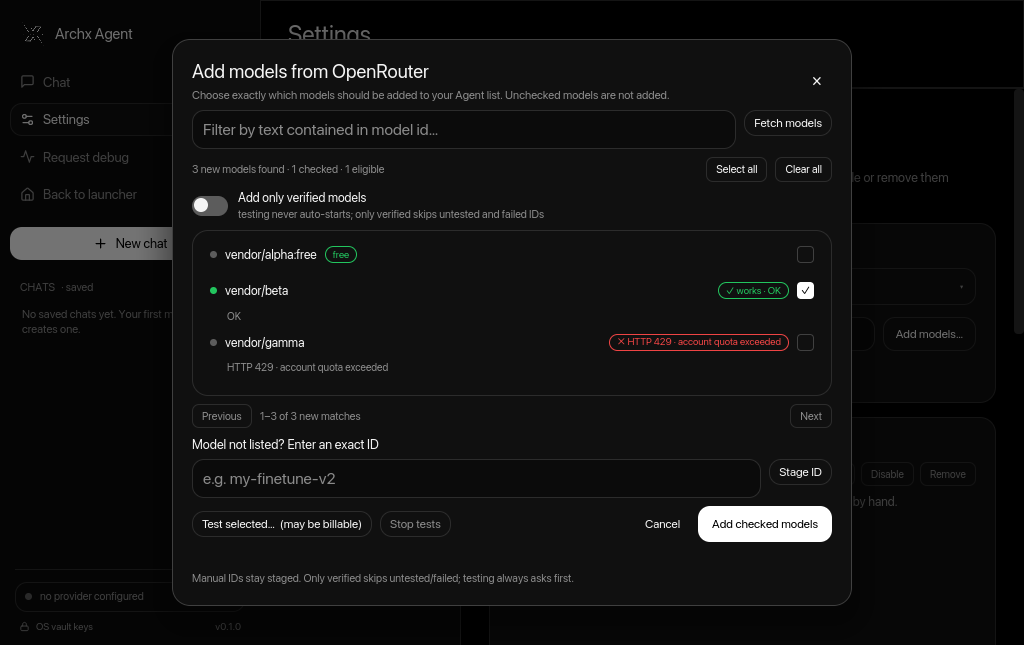 Archx Agent
Settings
Chat
Settings
Request debug
Back to launcher
+ New chat
CHATS · saved
No saved chats yet. Your first m
creates one.
no provider configured
OS vault keys v0.1.0
Add models from OpenRouter
Choose exactly which models should be added to your Agent list. Unchecked models are not added.
Filter by text contained in model id...
Fetch models
3 new models found · 1 checked · 1 eligible
Select all
Clear all
Add only verified models
testing never auto-starts; only verified skips untested and failed IDs
vendor/alpha:free free
vendor/beta ✓ works · OK
OK
vendor/gamma ✕ HTTP 429 · account quota exceeded
HTTP 429 · account quota exceeded
Previous 1–3 of 3 new matches Next
Model not listed? Enter an exact ID
e.g. my-finetune-v2
Stage ID
Test selected... (may be billable)
Stop tests
Cancel
Add checked models
Manual IDs stay staged. Only verified skips untested/failed; testing always asks first.
le or remove them
Add models...
Disable
Remove
by hand.